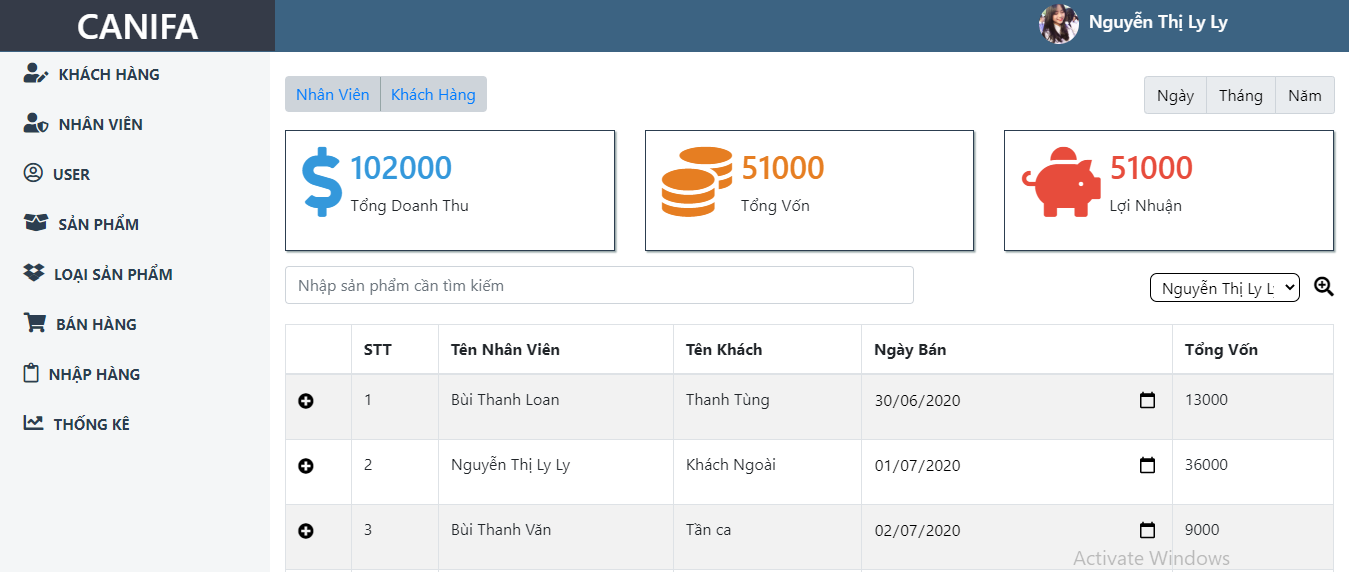 CANIFA
Nguyễn Thị Ly Ly
KHÁCH HÀNG
NHÂN VIÊN
USER
SẢN PHẨM
LOẠI SẢN PHẨM
BÁN HÀNG
NHẬP HÀNG
THỐNG KÊ
Nhân Viên Khách Hàng
Ngày Tháng Năm
102000
Tổng Doanh Thu
51000
Tổng Vốn
51000
Lợi Nhuận
Nhập sản phẩm cần tìm kiếm
Nguyễn Thị Ly Ly
STT Tên Nhân Viên Tên Khách Ngày Bán Tổng Vốn
1 Bùi Thanh Loan Thanh Tùng 30/06/2020 13000
2 Nguyễn Thị Ly Ly Khách Ngoài 01/07/2020 36000
3 Bùi Thanh Văn Tần ca 02/07/2020 9000
Activate Windows